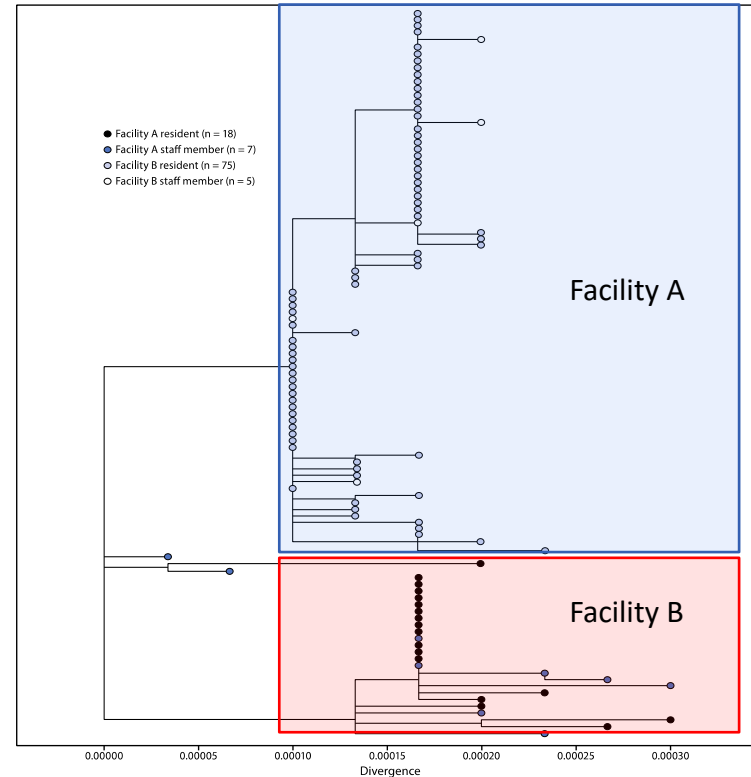 Facility A resident (n = 18)
Facility A staff member (n = 7)
Facility B resident (n = 75)
Facility B staff member (n = 5)
Facility A
Facility B
0.00000 0.00005 0.00010 0.00015 0.00020 0.00025 0.00030
Divergence